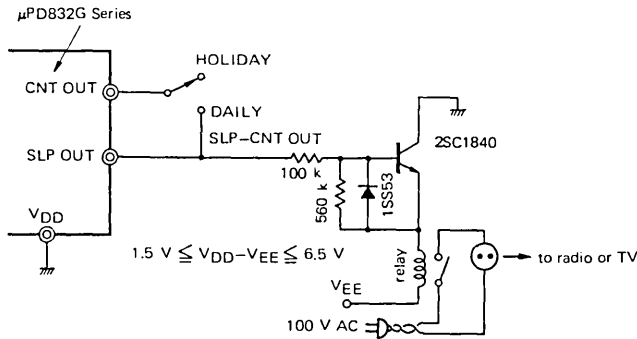 μPD832G Series
CNT OUT
HOLIDAY
DAILY
SLP–CNT OUT
SLP OUT
100 k
560 k
1SS53
2SC1840
VDD
1.5 V ≦ VDD–VEE ≦ 6.5 V
relay
VEE
to radio or TV
100 V AC